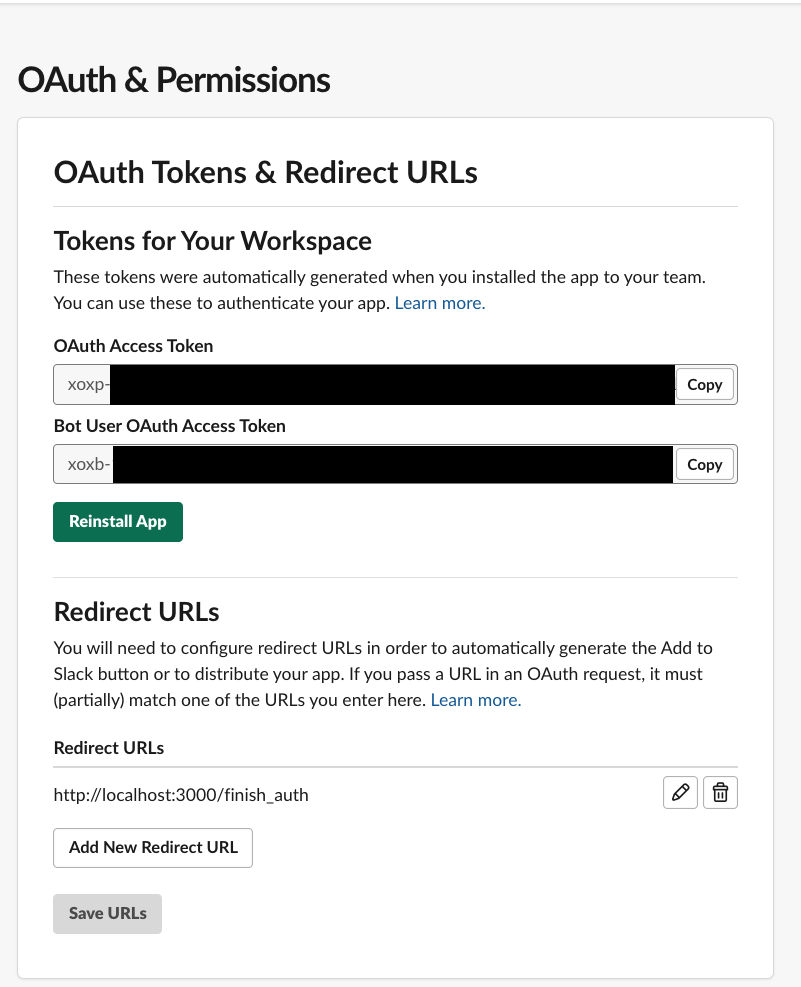 OAuth & Permissions
OAuth Tokens & Redirect URLs
Tokens for Your Workspace
These tokens were automatically generated when you installed the app to your team.
You can use these to authenticate your app. Learn more.
OAuth Access Token
xoxp-
Copy
Bot User OAuth Access Token
xoxb-
Copy
Reinstall App
Redirect URLs
You will need to configure redirect URLs in order to automatically generate the Add to
Slack button or to distribute your app. If you pass a URL in an OAuth request, it must
(partially) match one of the URLs you enter here. Learn more.
Redirect URLs
http://localhost:3000/finish_auth
Add New Redirect URL
Save URLs